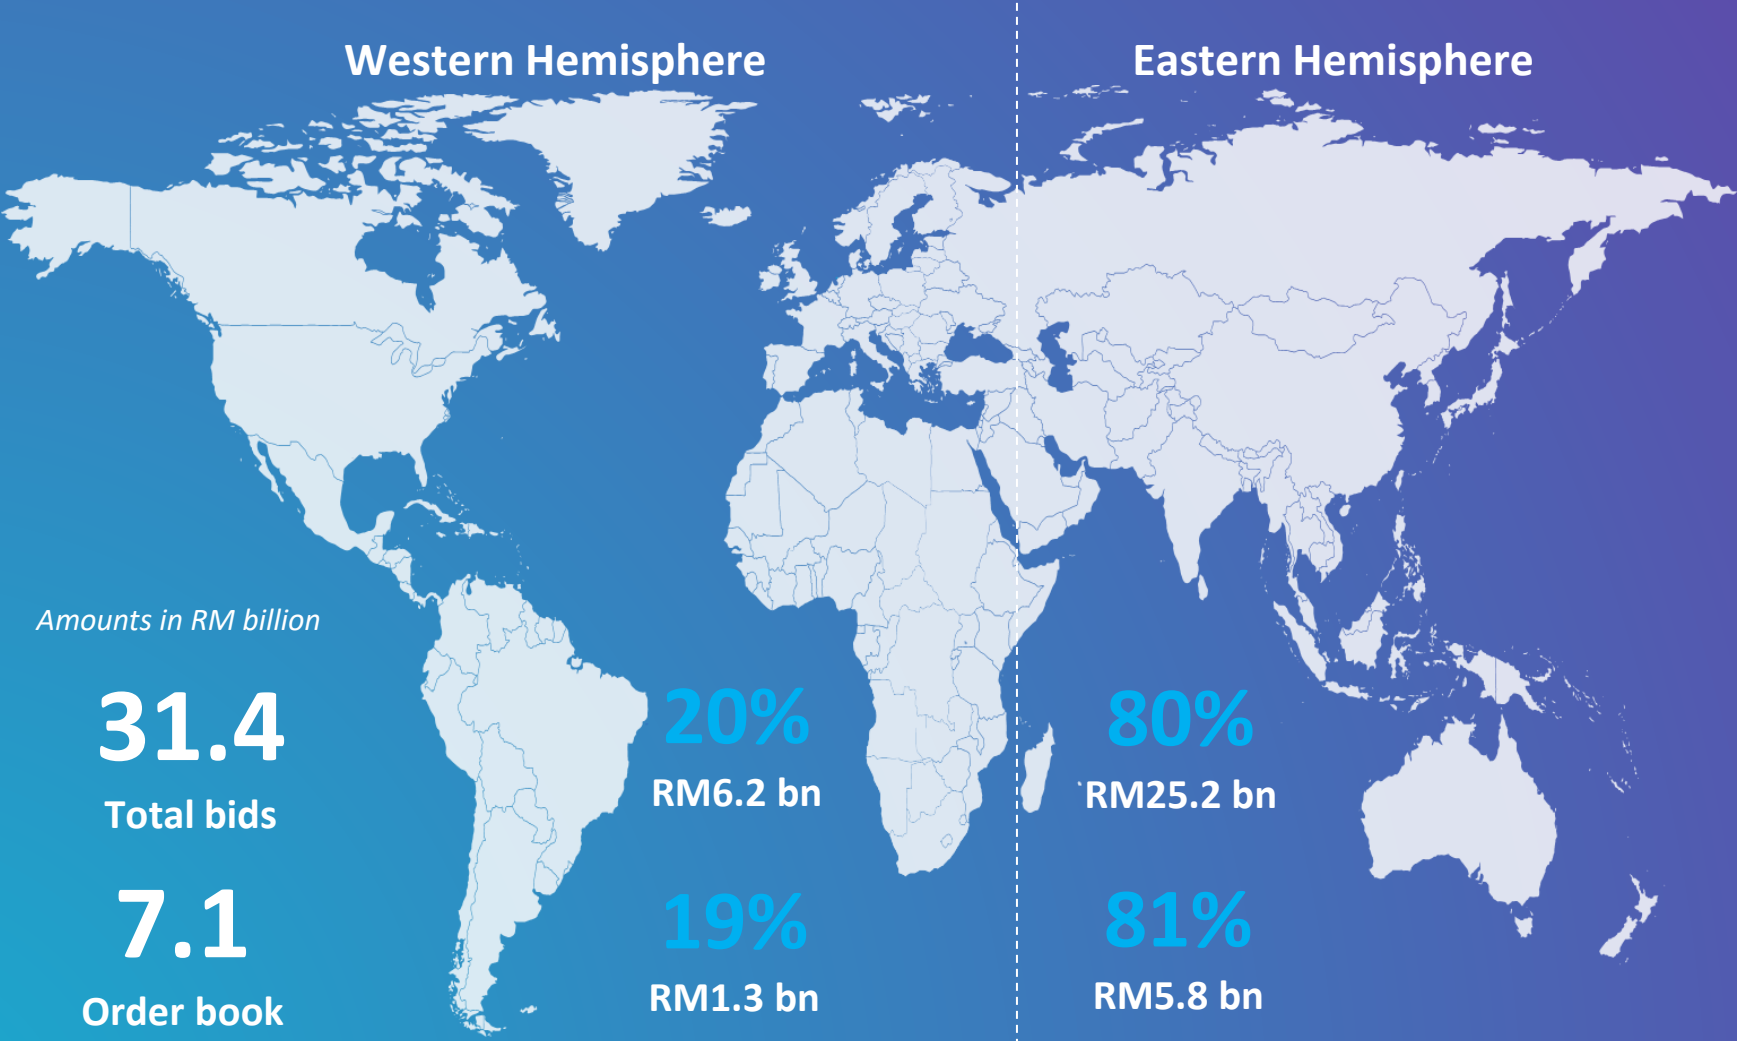 Western Hemisphere
Eastern Hemisphere
Amounts in RM billion
31.4
Total bids
20%
RM6.2 bn
80%
`RM25.2 bn
7.1
Order book
19%
RM1.3 bn
81%
RM5.8 bn